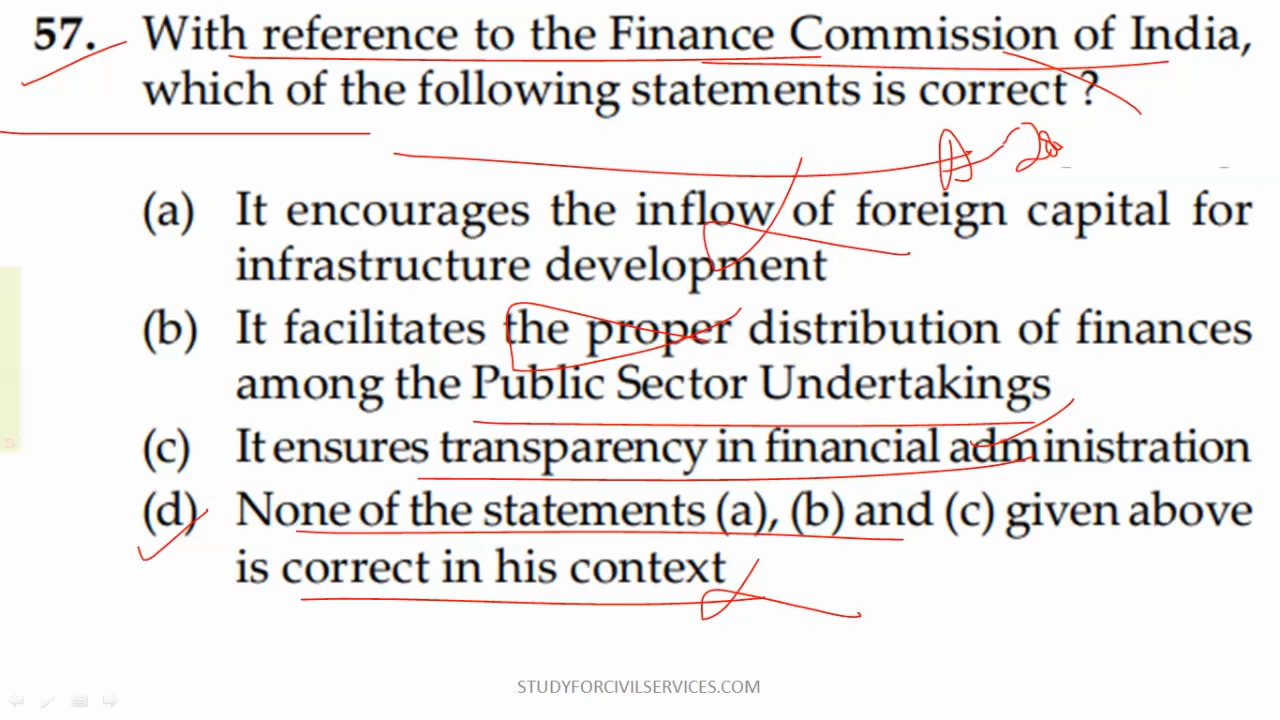 57. With reference to the Finance Commission of India,
which of the following statements is correct ?
(a) It encourages the inflow of foreign capital for
infrastructure development
(b) It facilitates the proper distribution of finances
among the Public Sector Undertakings
(c) It ensures transparency in financial administration
(d) None of the statements (a), (b) and (c) given above
is correct in his context
STUDYFORCIVILSERVICES.COM